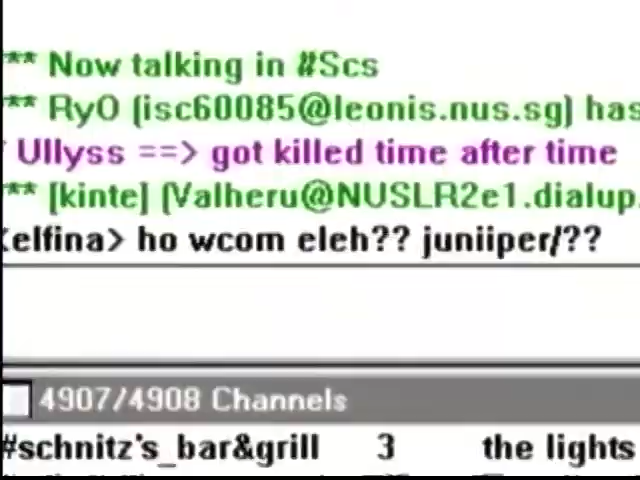 ** Now talking in #Scs
** RyO (isc60085@leonis.nus.sg) has
* Ullyss ==> got killed time after time
** [kinte] (Valheru@NUSLR2e1.dialup.
<elfina> ho wcom eleh?? juniiper/??
4907/4908 Channels
#schnitz's_bar&grill 3 the lights